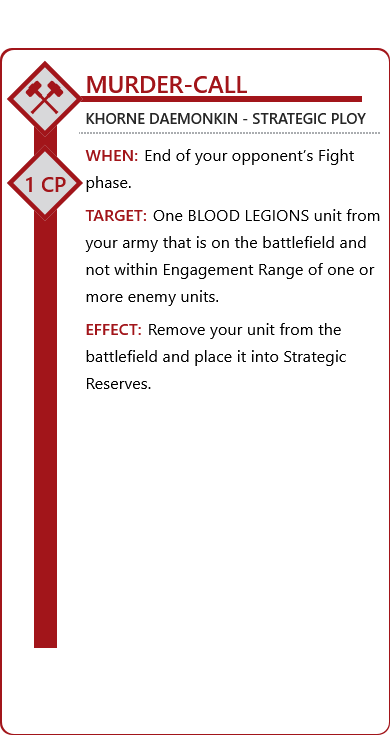 MURDER-CALL
KHORNE DAEMONKIN - STRATEGIC PLOY
1 CP
WHEN: End of your opponent’s Fight
phase.
TARGET: One BLOOD LEGIONS unit from
your army that is on the battlefield and
not within Engagement Range of one or
more enemy units.
EFFECT: Remove your unit from the
battlefield and place it into Strategic
Reserves.